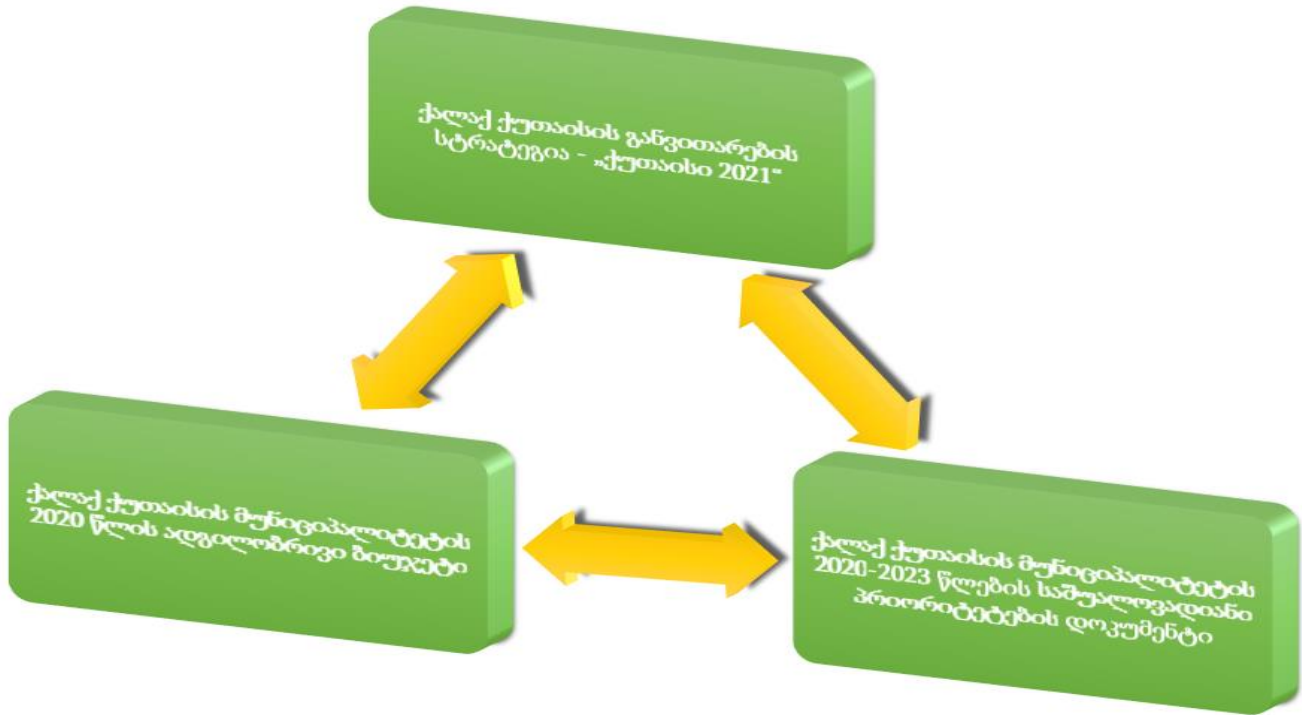 ქალაქ ქუთაისის განვითარების
სტრატეგია - „ქუთაისი 2021“
ქალაქ ქუთაისის მუნიციპალიტეტის
2020 წლის ადგილობრივი ბიუჯეტი
ქალაქ ქუთაისის მუნიციპალიტეტის
2020-2023 წლების საშუალოვადიანი
პრიორიტეტების დოკუმენტი